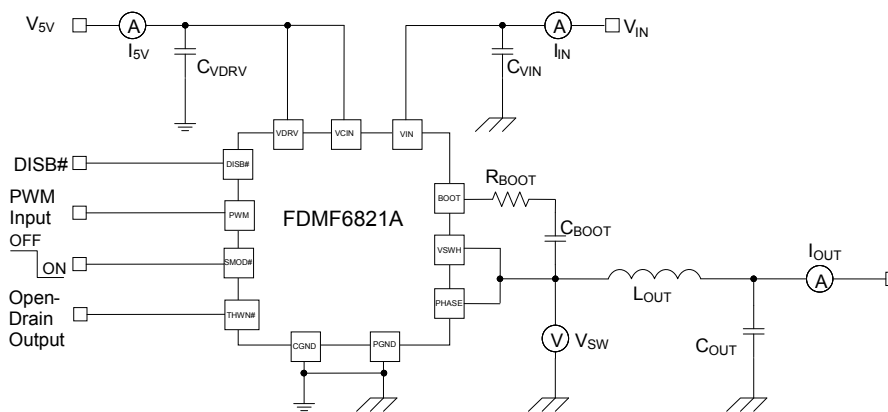 V5V
A
I5V
CVDRV
A
IIN
VIN
CVIN
VDRV
VCIN
VIN
DISB#
DISB#
PWM
Input
PWM
OFF
ON
SMOD#
Open-
Drain
Output
THWN#
FDMF6821A
BOOT
RBOOT
CBOOT
VSWH
PHASE
CGND
PGND
V
VSW
LOUT
IOUT
A
COUT